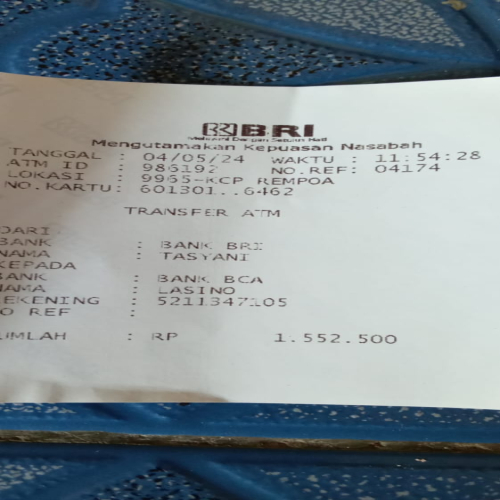 BRI
Melayani Dengan Setulus Hati
Mengutamakan Kepuasan Nasabah
TANGGAL : 04/05/24 WAKTU : 11:54:28
ATM ID : 986192 NO.REF: 04174
LOKASI : 9965-KCP REMPOA
NO.KARTU: 601301..6462
TRANSFER ATM
DARI
BANK : BANK BRI
NAMA : TASYANI
KEPADA
BANK : BANK BCA
NAMA : LASINO
REKENING : 5211347105
NO REF :
JUMLAH : RP 1.552.500